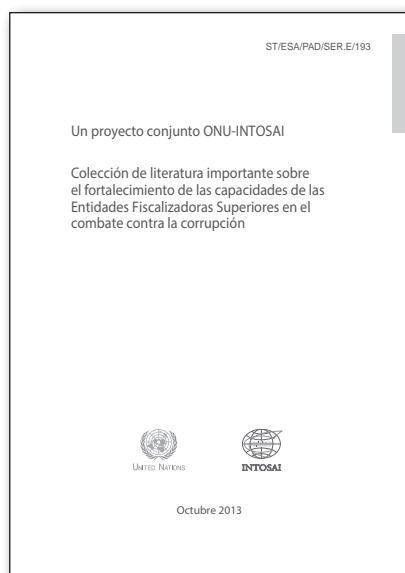 ST/ESA/PAD/SER.E/193
Un proyecto conjunto ONU-INTOSAI
Colección de literatura importante sobre
el fortalecimiento de las capacidades de las
Entidades Fiscalizadoras Superiores en el
combate contra la corrupción
UNITED NATIONS
INTOSAI
Octubre 2013